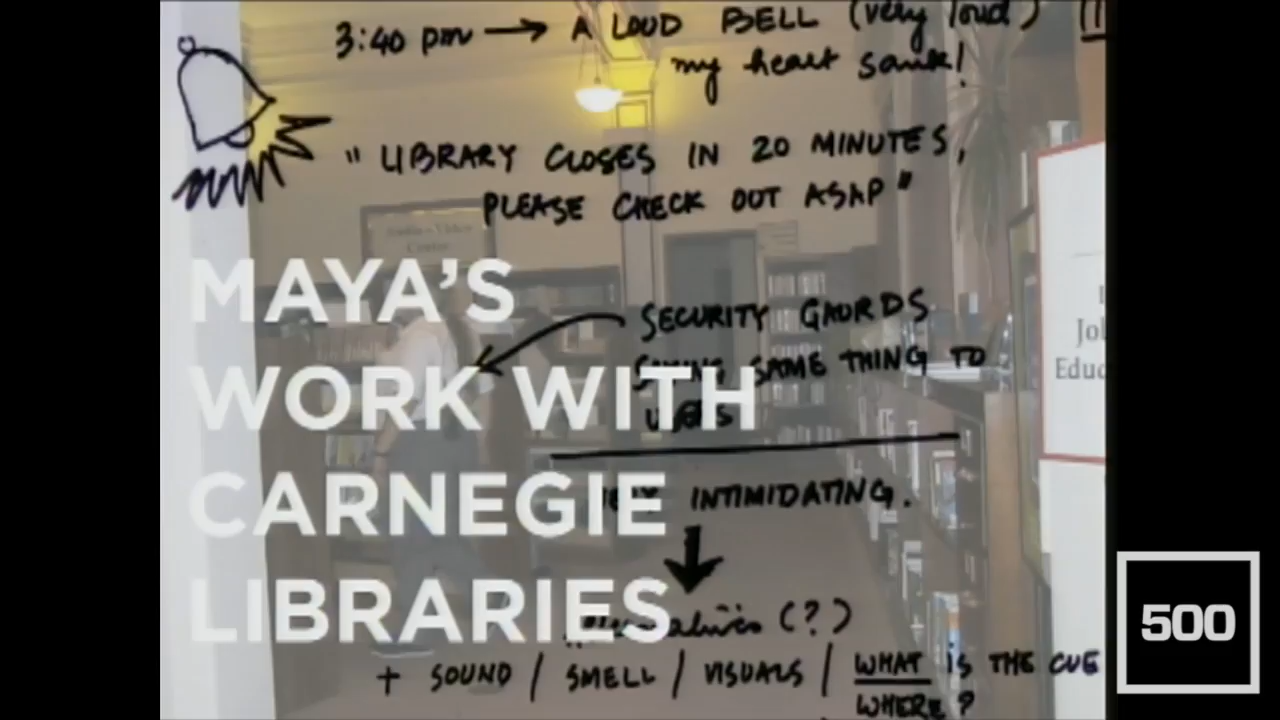 3:40 pm → A LOUD BELL (very loud)
my heart sank!
" LIBRARY CLOSES IN 20 MINUTES,
PLEASE CHECK OUT ASAP "
MAYA'S
WORK WITH
CARNEGIE
LIBRARIES
SECURITY GAURDS
SAME THING TO
INTIMIDATING.
(?)
+ SOUND / SMELL / VISUALS / WHAT is THE CUE
WHERE?
Educ
500